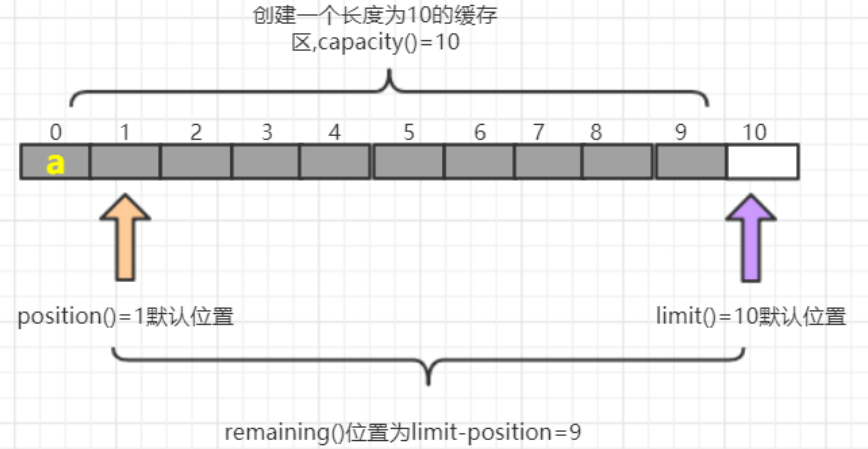 创建一个长度为10的缓存
区,capacity()=10
0 1 2 3 4 5 6 7 8 9 10
a
position()=1默认位置
limit()=10默认位置
remaining()位置为limit-position=9